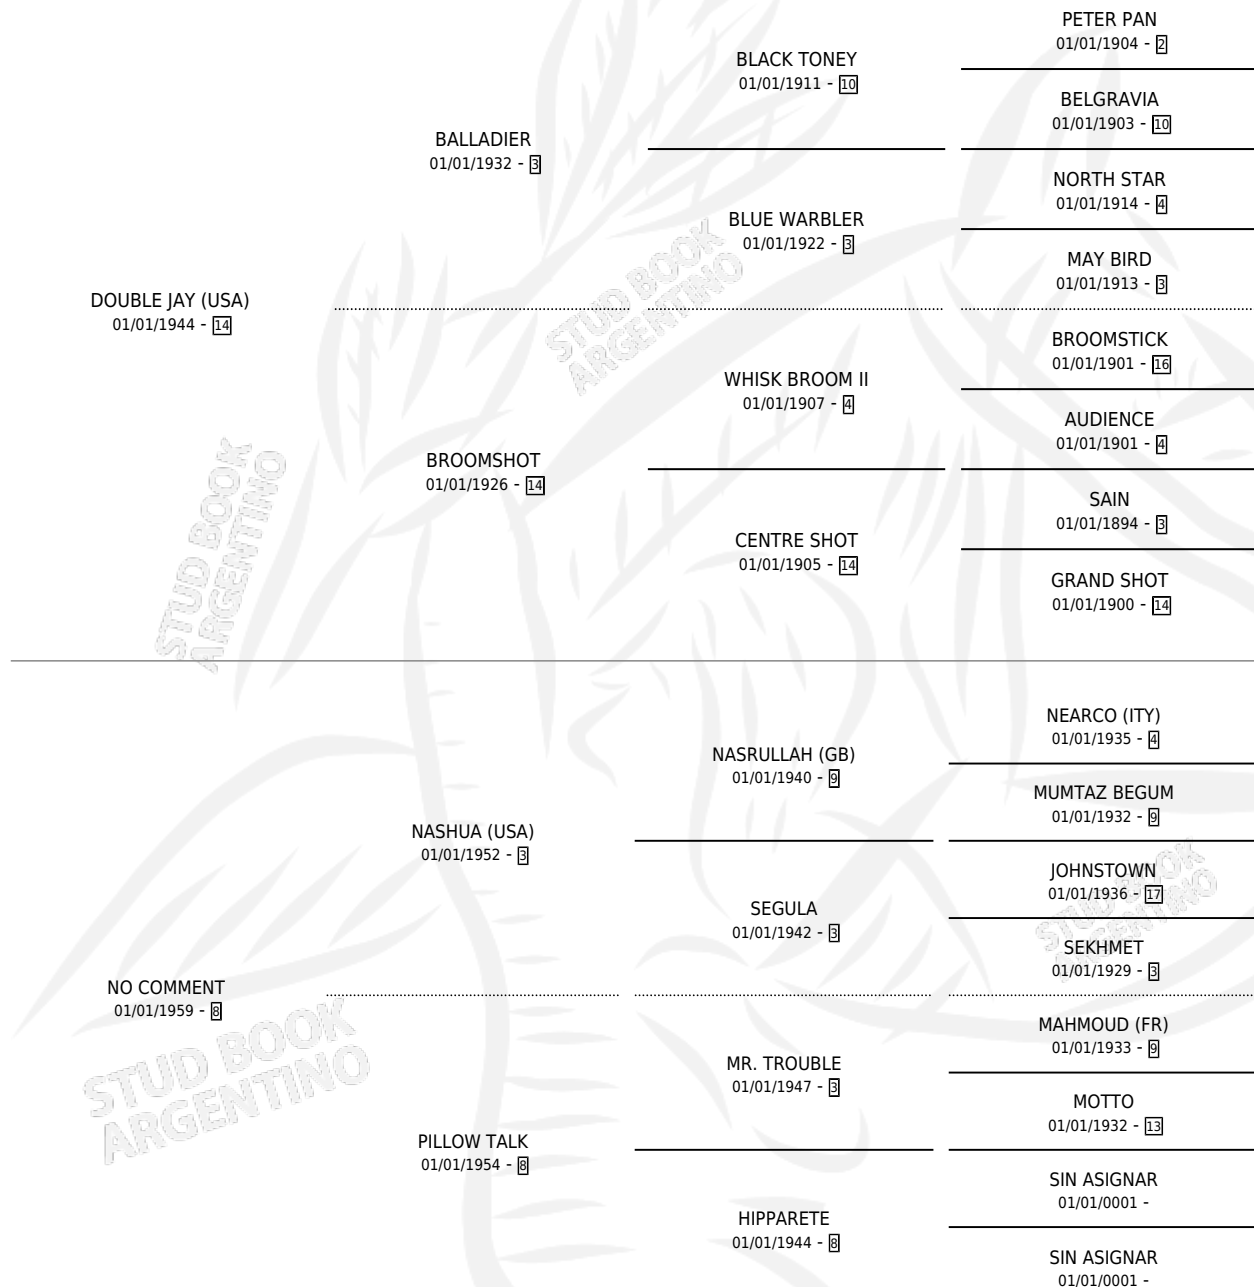 PETER PAN
01/01/1904 - 2
BLACK TONEY
01/01/1911 - 10
BELGRAVIA
01/01/1903 - 10
BALLADIER
01/01/1932 - 3
NORTH STAR
01/01/1914 - 4
BLUE WARBLER
01/01/1922 - 3
MAY BIRD
01/01/1913 - 3
DOUBLE JAY (USA)
01/01/1944 - 14
STUD BOOK
ARGENTINO
BROOMSTICK
01/01/1901 - 16
WHISK BROOM II
01/01/1907 - 4
AUDIENCE
01/01/1901 - 4
BROOMSHOT
01/01/1926 - 14
SAIN
01/01/1894 - 3
CENTRE SHOT
01/01/1905 - 14
GRAND SHOT
01/01/1900 - 14
STUD BOOK
ARGENTINO
NEARCO (ITY)
01/01/1935 - 4
NASRULLAH (GB)
01/01/1940 - 9
MUMTAZ BEGUM
01/01/1932 - 9
NASHUA (USA)
01/01/1952 - 3
JOHNSTOWN
01/01/1936 - 17
SEGULA
01/01/1942 - 3
STUD BOOK
ARGENTINO
SEKHMET
01/01/1929 - 3
NO COMMENT
01/01/1959 - 8
MAHMOUD (FR)
01/01/1933 - 9
STUD BOOK
ARGENTINO
MR. TROUBLE
01/01/1947 - 3
MOTTO
01/01/1932 - 13
PILLOW TALK
01/01/1954 - 8
SIN ASIGNAR
01/01/0001 -
HIPPARETE
01/01/1944 - 8
SIN ASIGNAR
01/01/0001 -